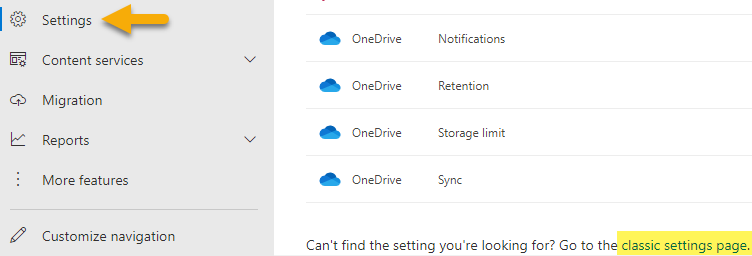 Settings
Content services
Migration
Reports
More features
Customize navigation
OneDrive Notifications
OneDrive Retention
OneDrive Storage limit
OneDrive Sync
Can't find the setting you're looking for? Go to the classic settings page.